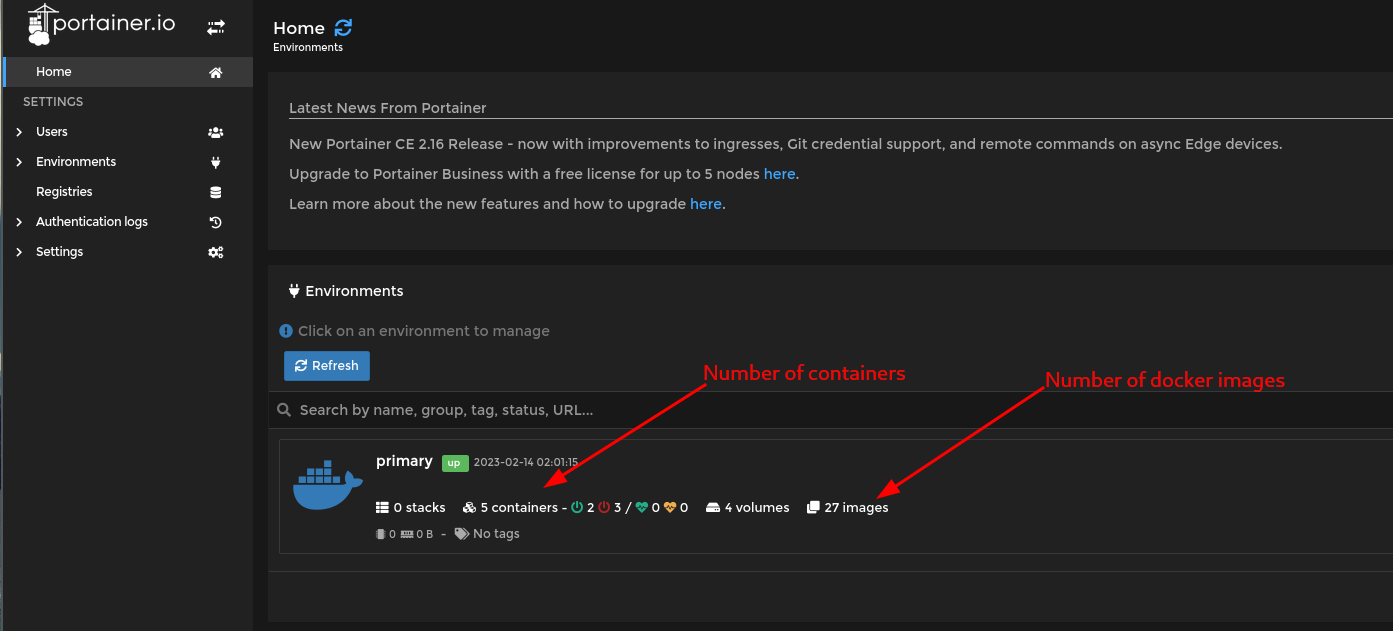 portainer.io
Home
SETTINGS
Users
Environments
Registries
Authentication logs
Settings
Home
Environments
Latest News From Portainer
New Portainer CE 2.16 Release - now with improvements to ingresses, Git credential support, and remote commands on async Edge devices.
Upgrade to Portainer Business with a free license for up to 5 nodes here.
Learn more about the new features and how to upgrade here.
Environments
Click on an environment to manage
Refresh
Number of containers
Number of docker images
Search by name, group, tag, status, URL...
primary up 2023-02-14 02:01:15
0 stacks 5 containers - 2 3 / 0 0 4 volumes 27 images
0 0 B - No tags